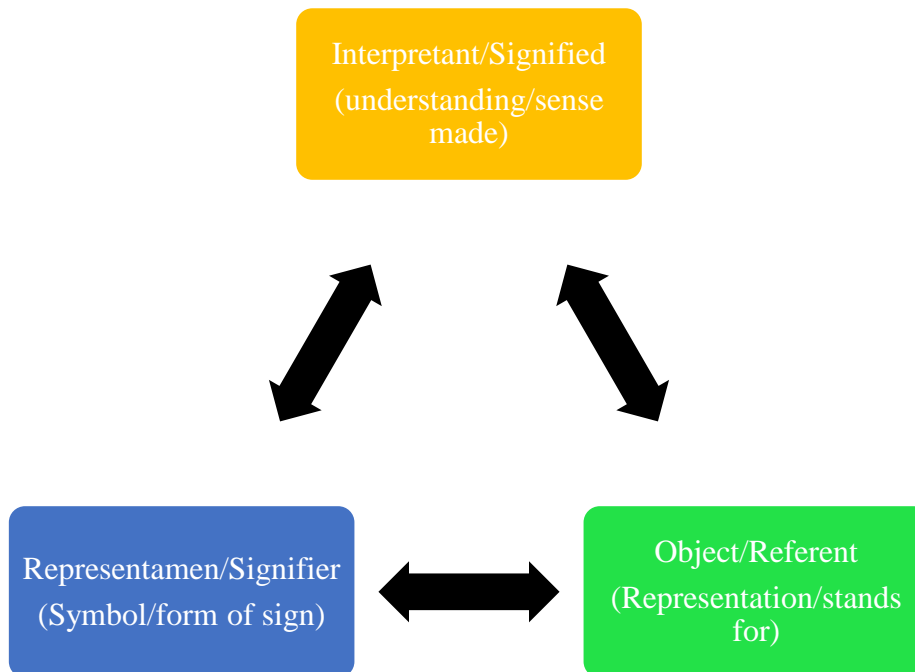 Interpretant/Signified
(understanding/sense
made)
Representamen/Signifier
(Symbol/form of sign)
Object/Referent
(Representation/stands
for)